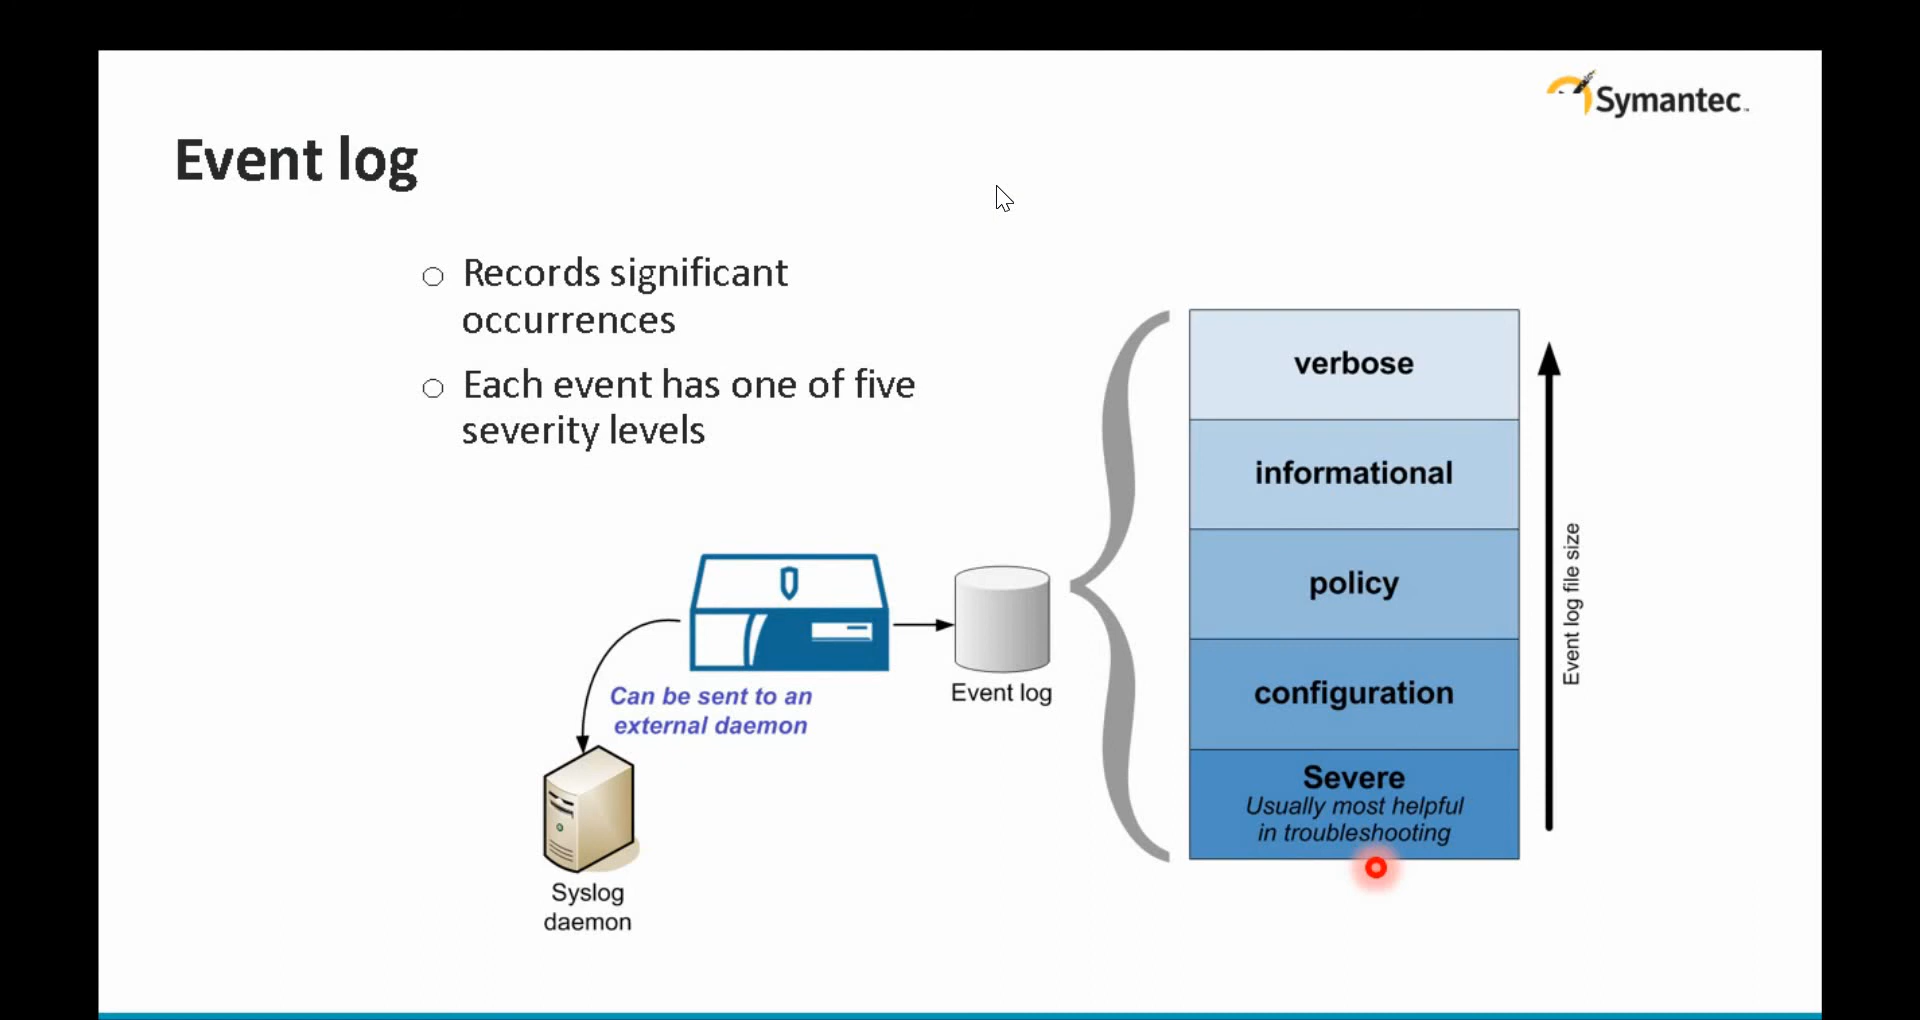 Symantec™
Event log
Records significant
occurrences
Each event has one of five
severity levels
verbose
informational
policy
configuration
Severe
Usually most helpful
in troubleshooting
Event log file size
Event log
Can be sent to an
external daemon
Syslog
daemon